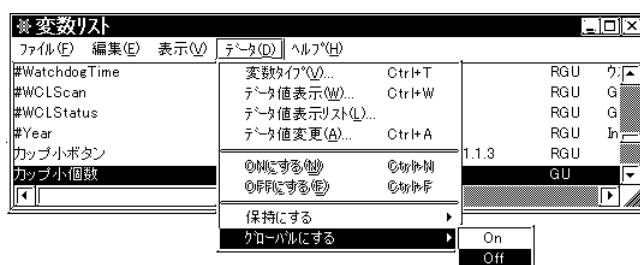 変数リスト
ファイル(F) 編集(E) 表示(V) データ(D) ヘルプ(H)
#WatchdogTime
#WCLScan
#WCLStatus
#Year
カップ小ボタン
カップ小個数
変数タイプ(V)... Ctrl+T
データ値表示(W)... Ctrl+W
データ値表示リスト(L)...
データ値変更(A)... Ctrl+A
ONにする(N) Ctrl+N
OFFにする(F) Ctrl+F
保持にする
グローバルにする
On
Off
RGU
RGU G
RGU G
RGU In
1.1.3 RGU
GU